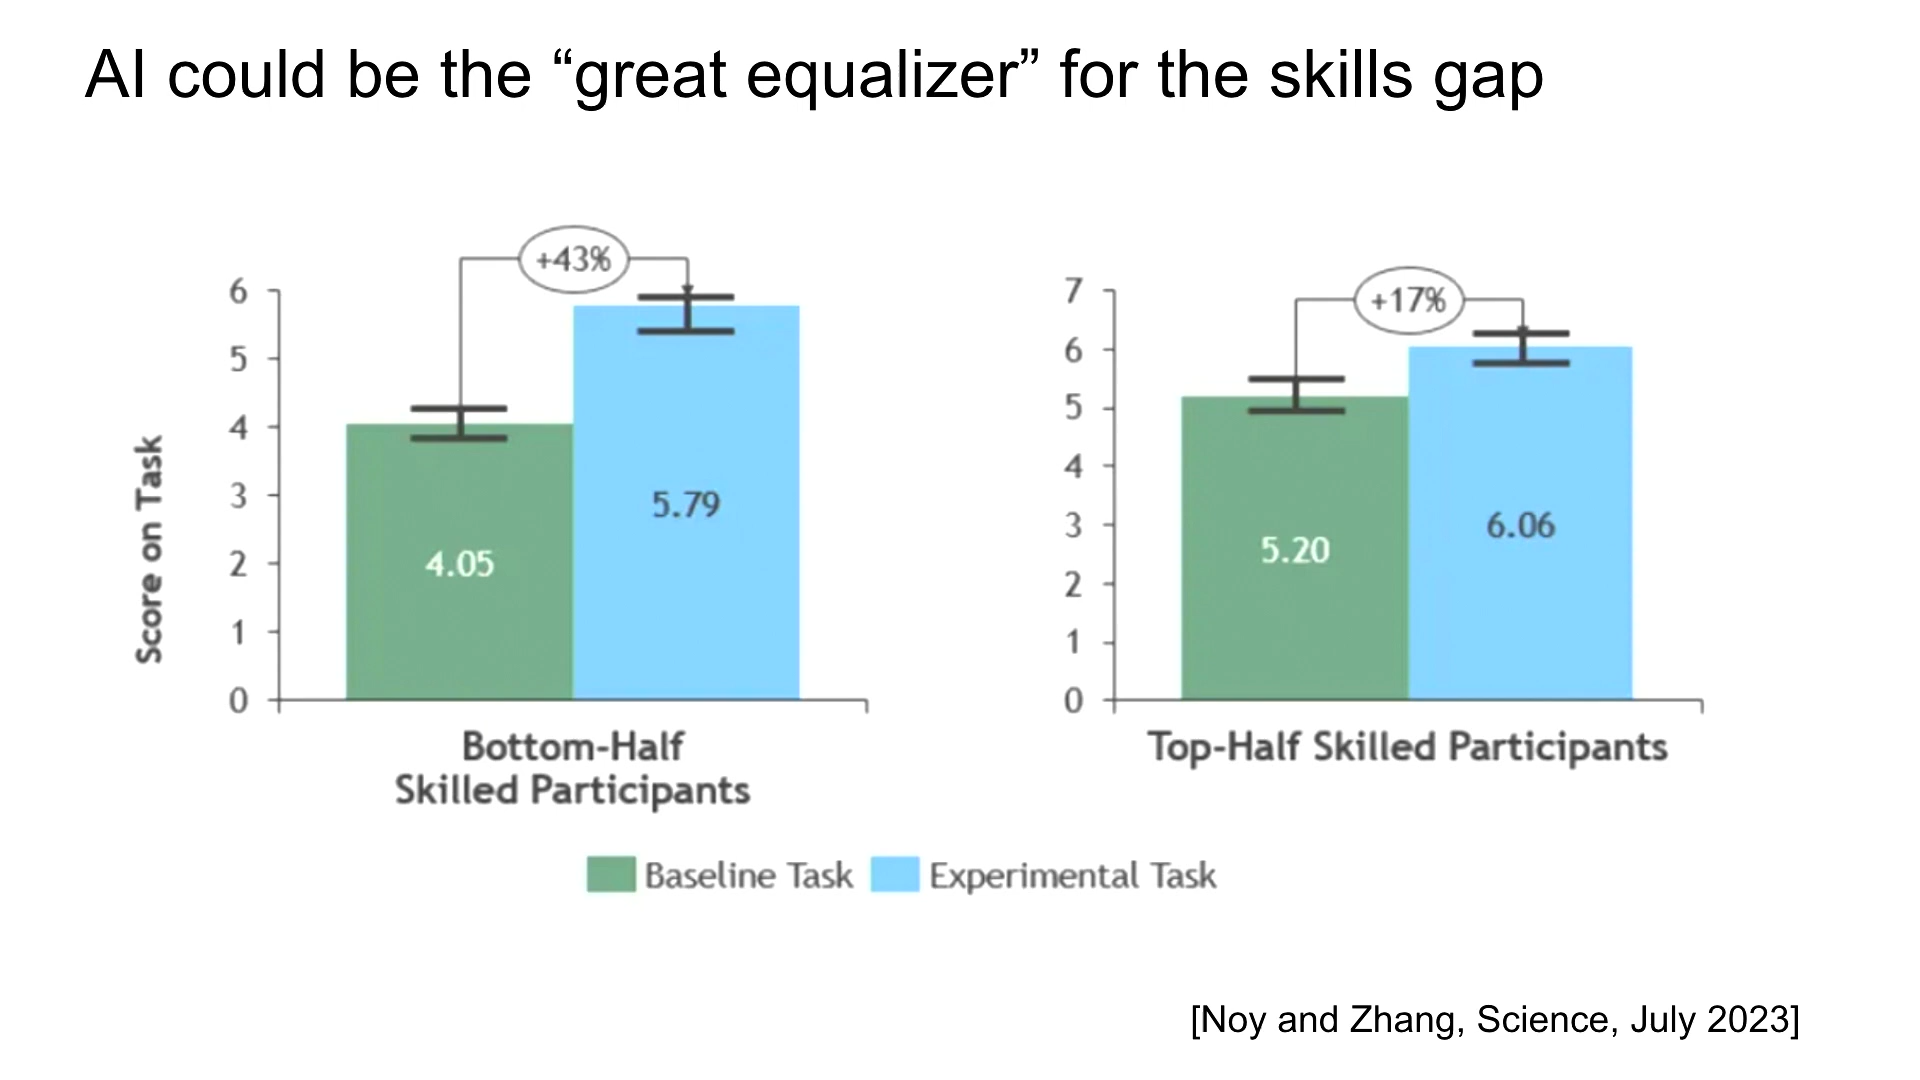 AI could be the “great equalizer” for the skills gap
+43%
+17%
Score on Task
6
5
4
3
2
1
0
4.05
5.79
Bottom-Half
Skilled Participants
7
6
5
4
3
2
1
0
5.20
6.06
Top-Half Skilled Participants
Baseline Task
Experimental Task
[Noy and Zhang, Science, July 2023]